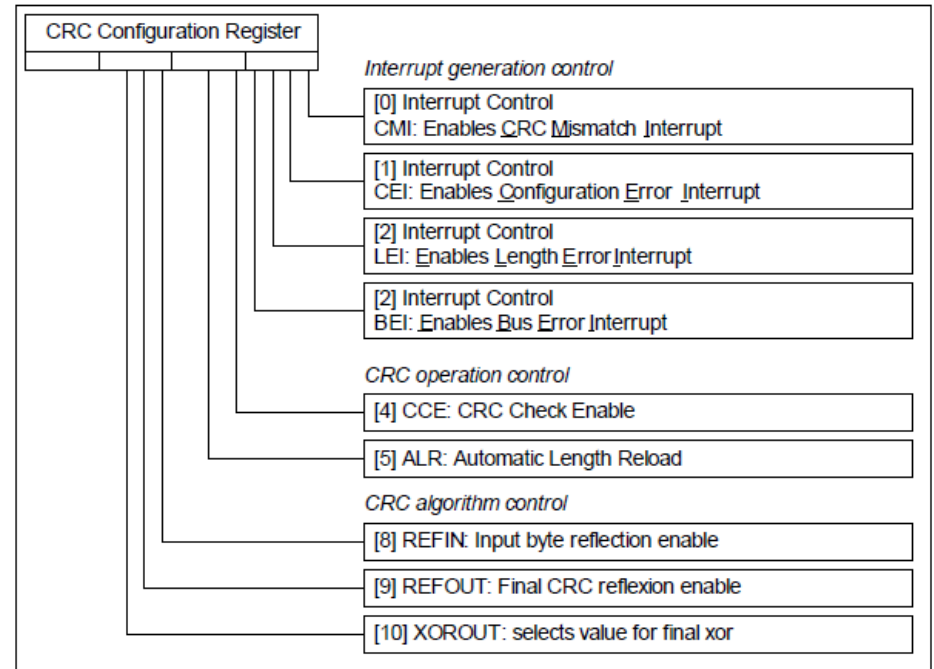 CRC Configuration Register
Interrupt generation control
[0] Interrupt Control
CMI: Enables CRC Mismatch Interrupt
[1] Interrupt Control
CEI: Enables Configuration Error Interrupt
[2] Interrupt Control
LEI: Enables Length Error Interrupt
[2] Interrupt Control
BEI: Enables Bus Error Interrupt
CRC operation control
[4] CCE: CRC Check Enable
[5] ALR: Automatic Length Reload
CRC algorithm control
[8] REFIN: Input byte reflection enable
[9] REFOUT: Final CRC reflexion enable
[10] XOROUT: selects value for final xor